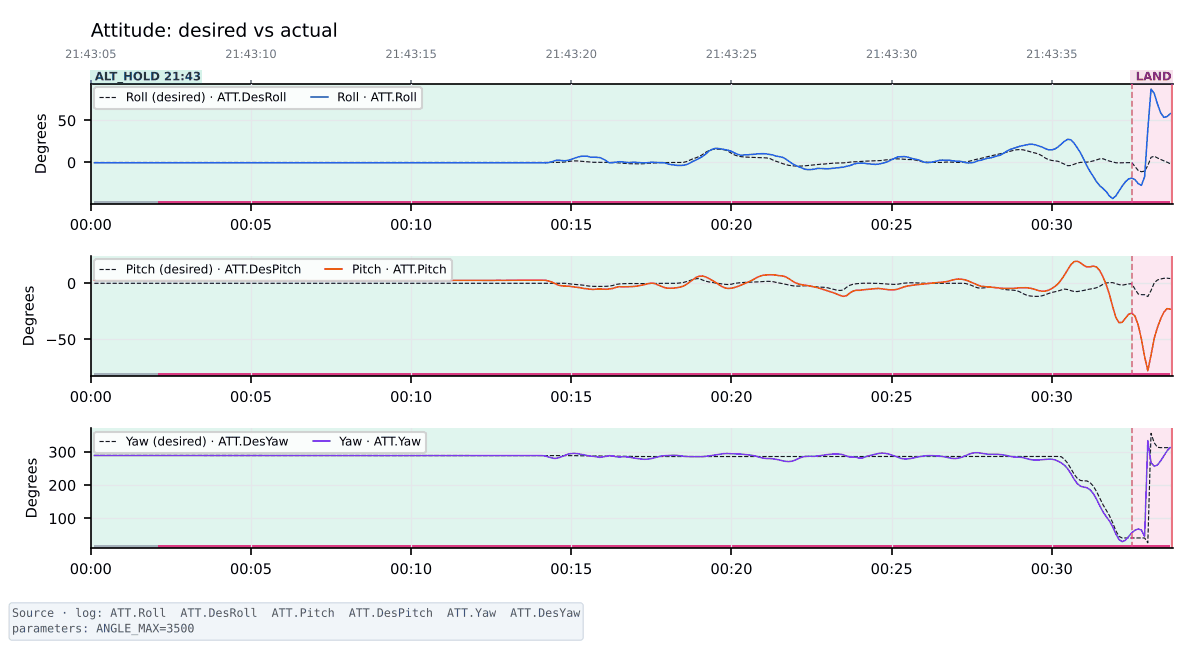 Attitude: desired vs actual
21:43:05 21:43:10 21:43:15 21:43:20 21:43:25 21:43:30 21:43:35
ALT_HOLD 21:43 LAND
Roll (desired) · ATT.DesRoll Roll · ATT.Roll
Degrees
50
0
00:00 00:05 00:10 00:15 00:20 00:25 00:30
Pitch (desired) · ATT.DesPitch Pitch · ATT.Pitch
Degrees
0
−50
00:00 00:05 00:10 00:15 00:20 00:25 00:30
Yaw (desired) · ATT.DesYaw Yaw · ATT.Yaw
Degrees
300
200
100
00:00 00:05 00:10 00:15 00:20 00:25 00:30
Source · log: ATT.Roll ATT.DesRoll ATT.Pitch ATT.DesPitch ATT.Yaw ATT.DesYaw
parameters: ANGLE_MAX=3500